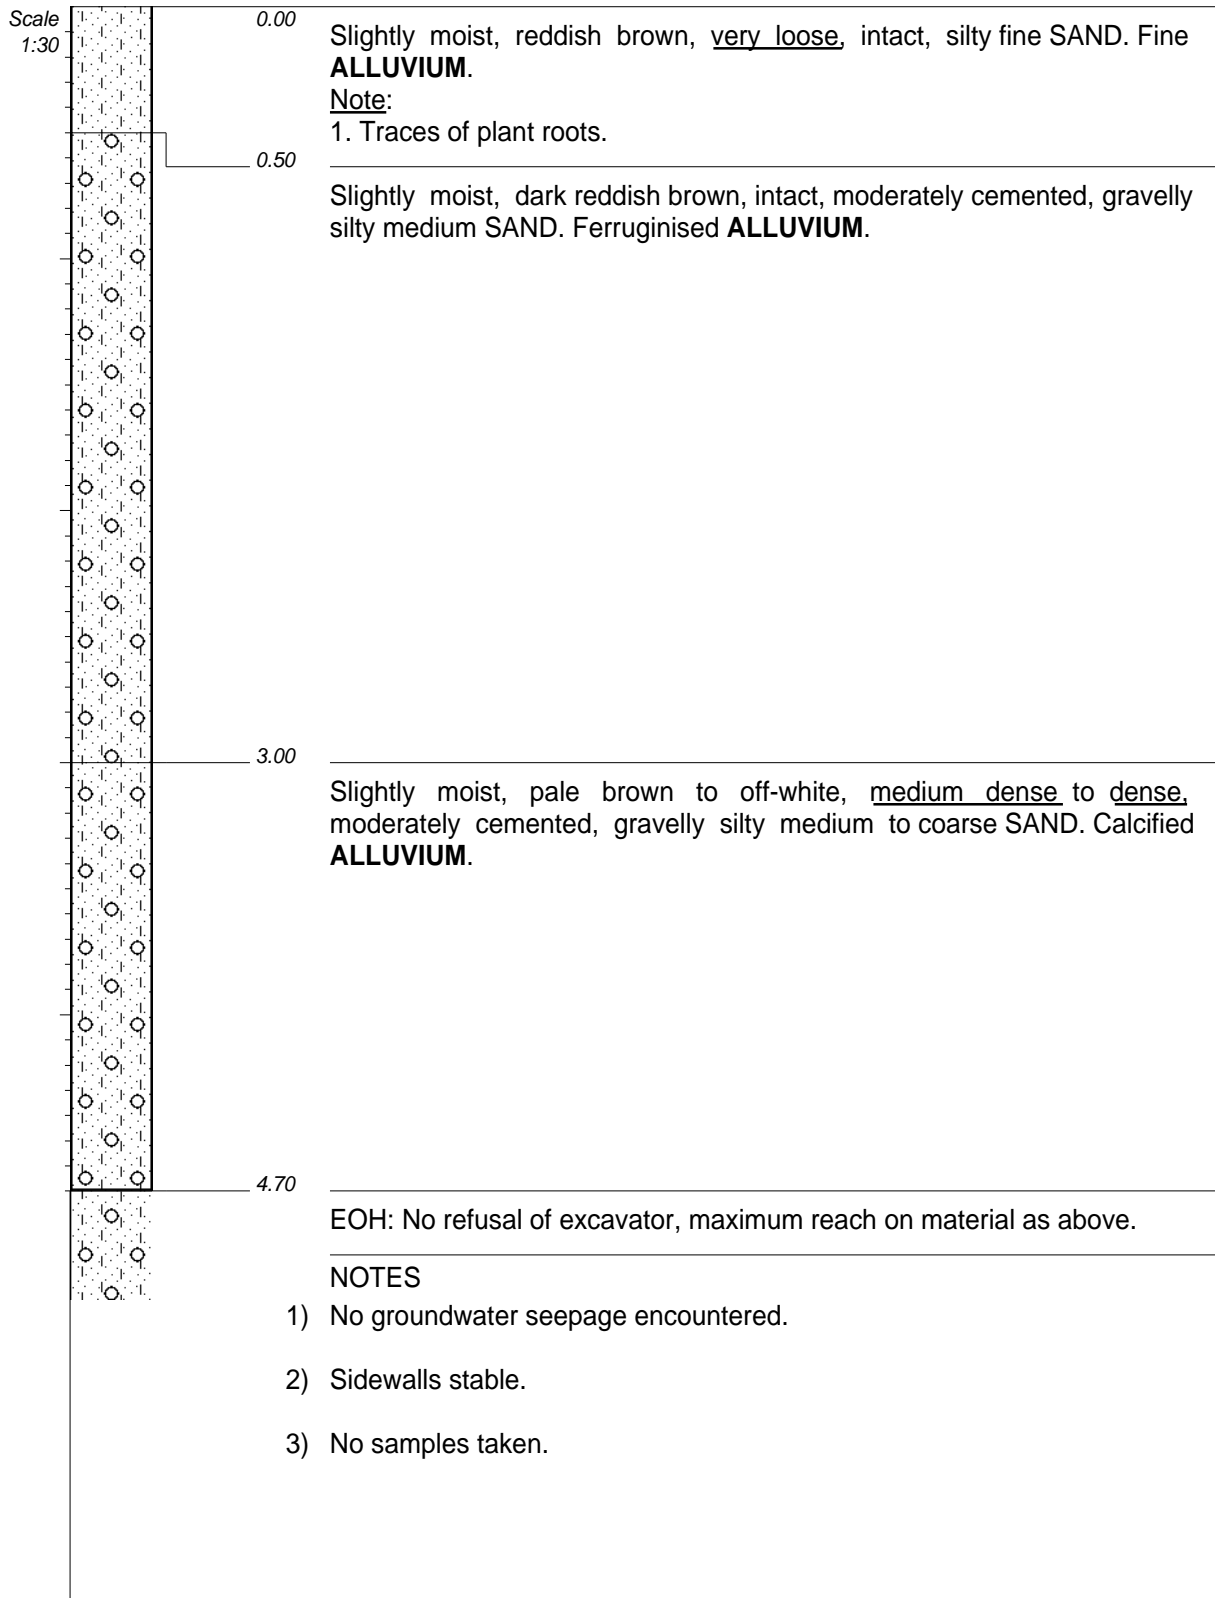 Scale
1:30
0.00
Slightly moist, reddish brown, very loose, intact, silty fine SAND. Fine
ALLUVIUM.
Note:
1. Traces of plant roots.
0.50
Slightly moist, dark reddish brown, intact, moderately cemented, gravelly
silty medium SAND. Ferruginised ALLUVIUM.
3.00
Slightly moist, pale brown to off-white, medium dense to dense,
moderately cemented, gravelly silty medium to coarse SAND. Calcified
ALLUVIUM.
4.70
EOH: No refusal of excavator, maximum reach on material as above.
NOTES
1) No groundwater seepage encountered.
2) Sidewalls stable.
3) No samples taken.